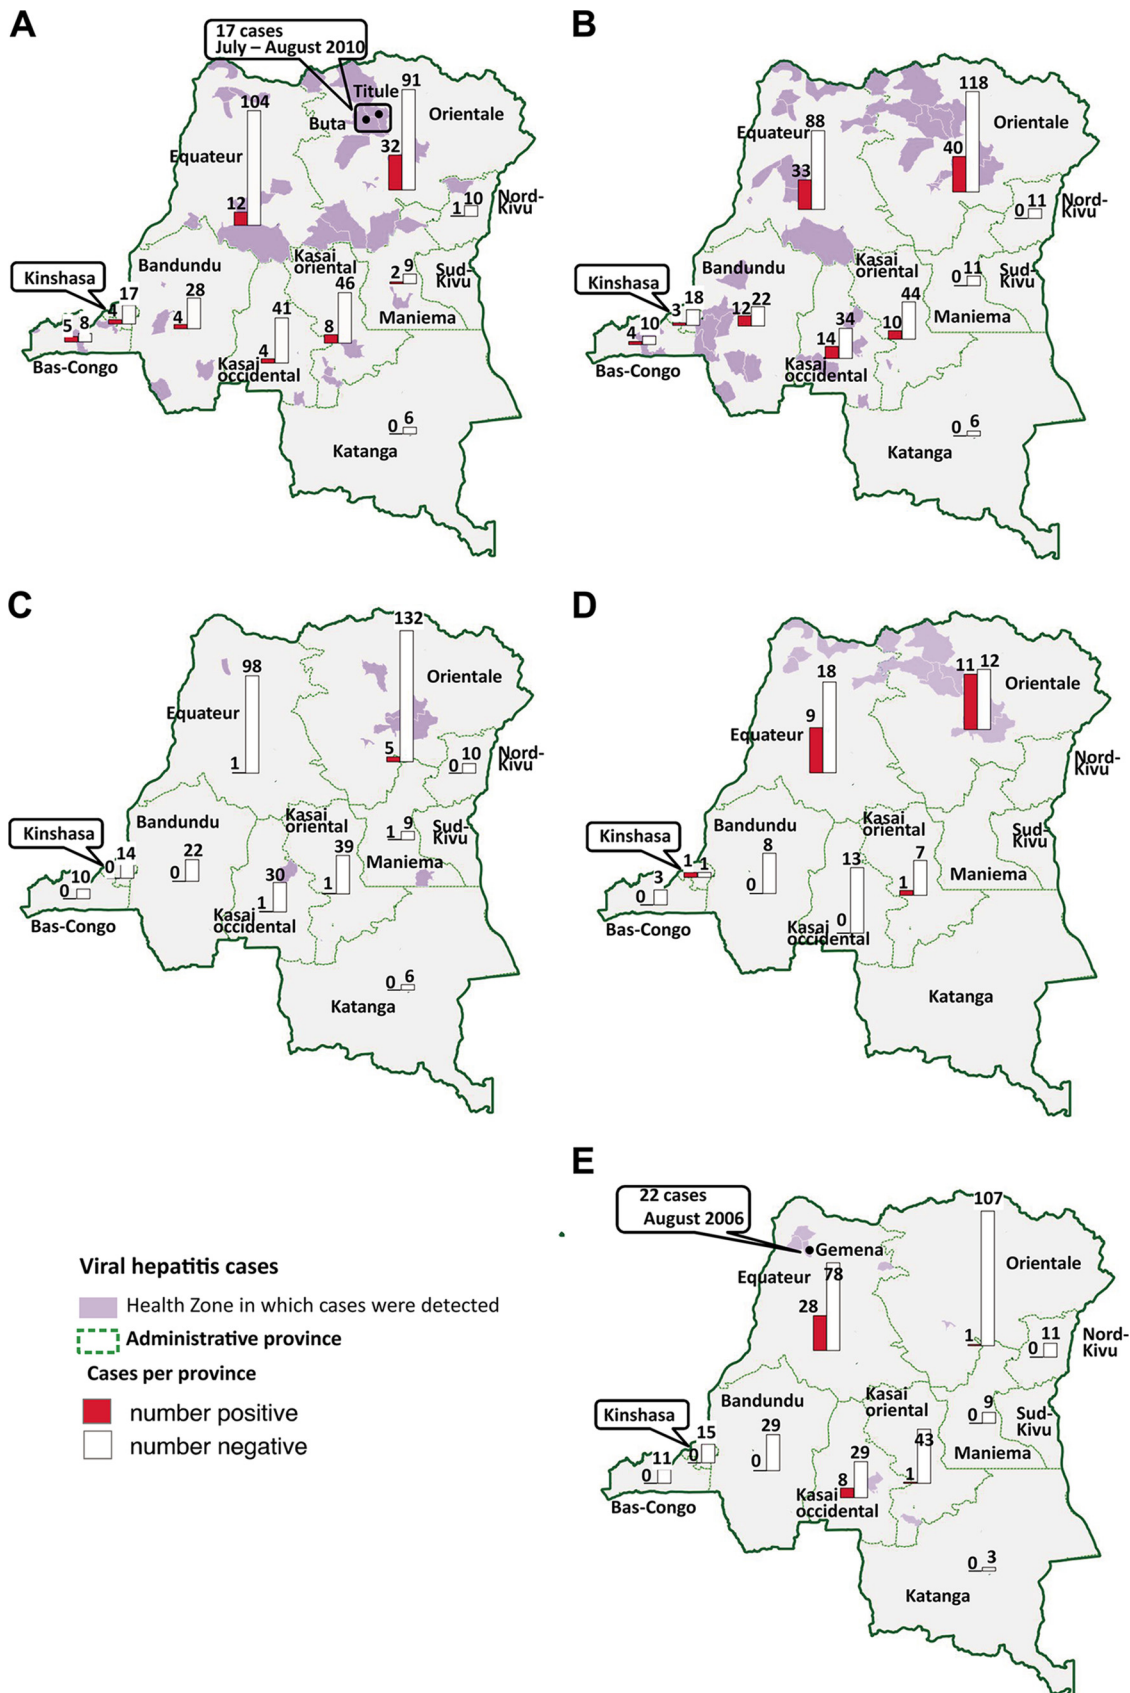 A
17 cases
July – August 2010
Titule
91
Buta
Orientale
104
Equateur
32
12
Nord-
Kivu
1 10
Kasai
oriental
Bandundu
Sud-
Kivu
2 9
Kinshasa
4 17
28
4
46
8
41
4
Maniema
5 8
Bas-Congo
Kasai
occidental
0 6
Katanga
B
118
Orientale
88
Equateur
40
33
Nord-
Kivu
0 11
Kasai
oriental
Bandundu
Sud-
Kivu
0 11
Kinshasa
3 18
12 22
44
10
34
14
Maniema
4 10
Bas-Congo
Kasai
occidental
0 6
Katanga
C
132
Orientale
98
Equateur
1
5
Nord-
Kivu
0 10
Kasai
oriental
Bandundu
Sud-
Kivu
1 9
Kinshasa
0 14
22
0
39
1
30
1
Maniema
0 10
Bas-Congo
Kasai
occidental
0 6
Katanga
D
11 12
Orientale
18
9
Equateur
Nord-
Kivu
Kasai
oriental
Bandundu
Sud-
Kivu
Kinshasa
1 1
8
0
7
1
13
0
Maniema
0 3
Bas-Congo
Kasai
occidental
Katanga
E
22 cases
August 2006
Gemena
107
Orientale
Equateur 78
28
1
Nord-
Kivu
0 11
Kasai
oriental
Bandundu
Sud-
Kivu
0 9
Kinshasa
0 15
29
0
43
1
29
8
Maniema
0 11
Bas-Congo
Kasai
occidental
0 3
Katanga
Viral hepatitis cases
Health Zone in which cases were detected
Administrative province
Cases per province
number positive
number negative